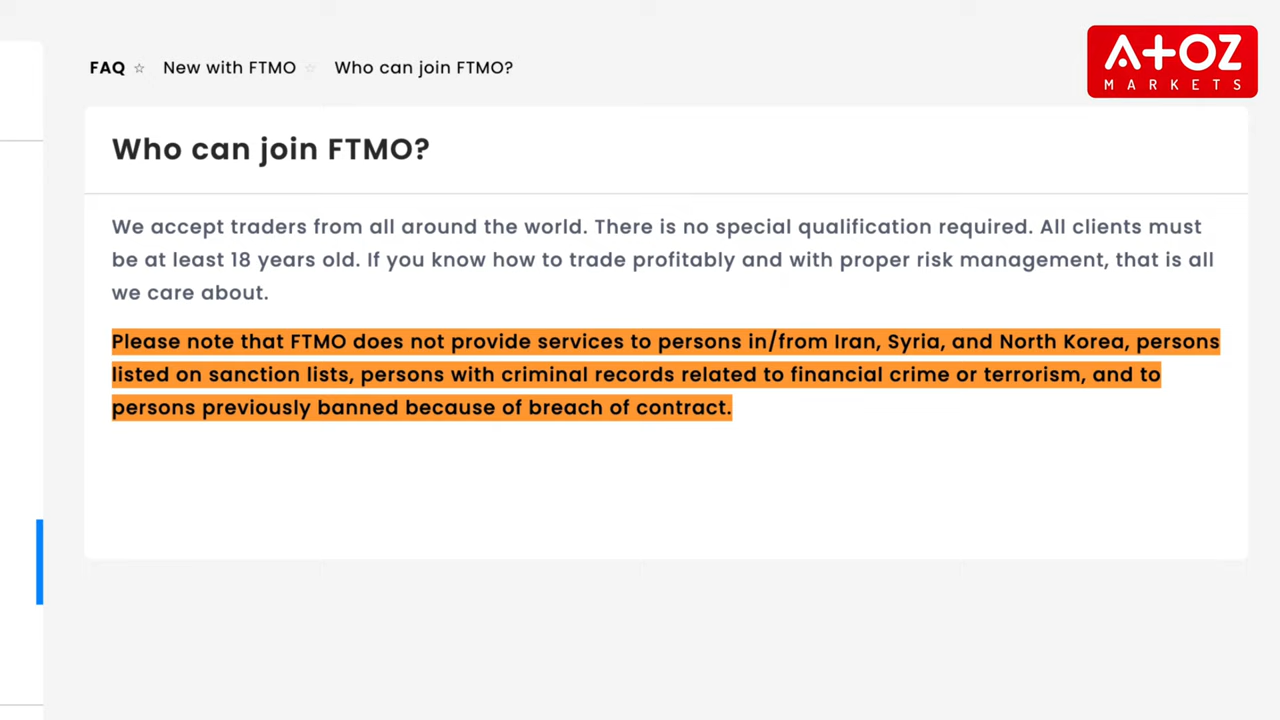 A+OZ
MARKETS
FAQ ☆ New with FTMO ☆ Who can join FTMO?
Who can join FTMO?
We accept traders from all around the world. There is no special qualification required. All clients must
be at least 18 years old. If you know how to trade profitably and with proper risk management, that is all
we care about.
Please note that FTMO does not provide services to persons in/from Iran, Syria, and North Korea, persons
listed on sanction lists, persons with criminal records related to financial crime or terrorism, and to
persons previously banned because of breach of contract.